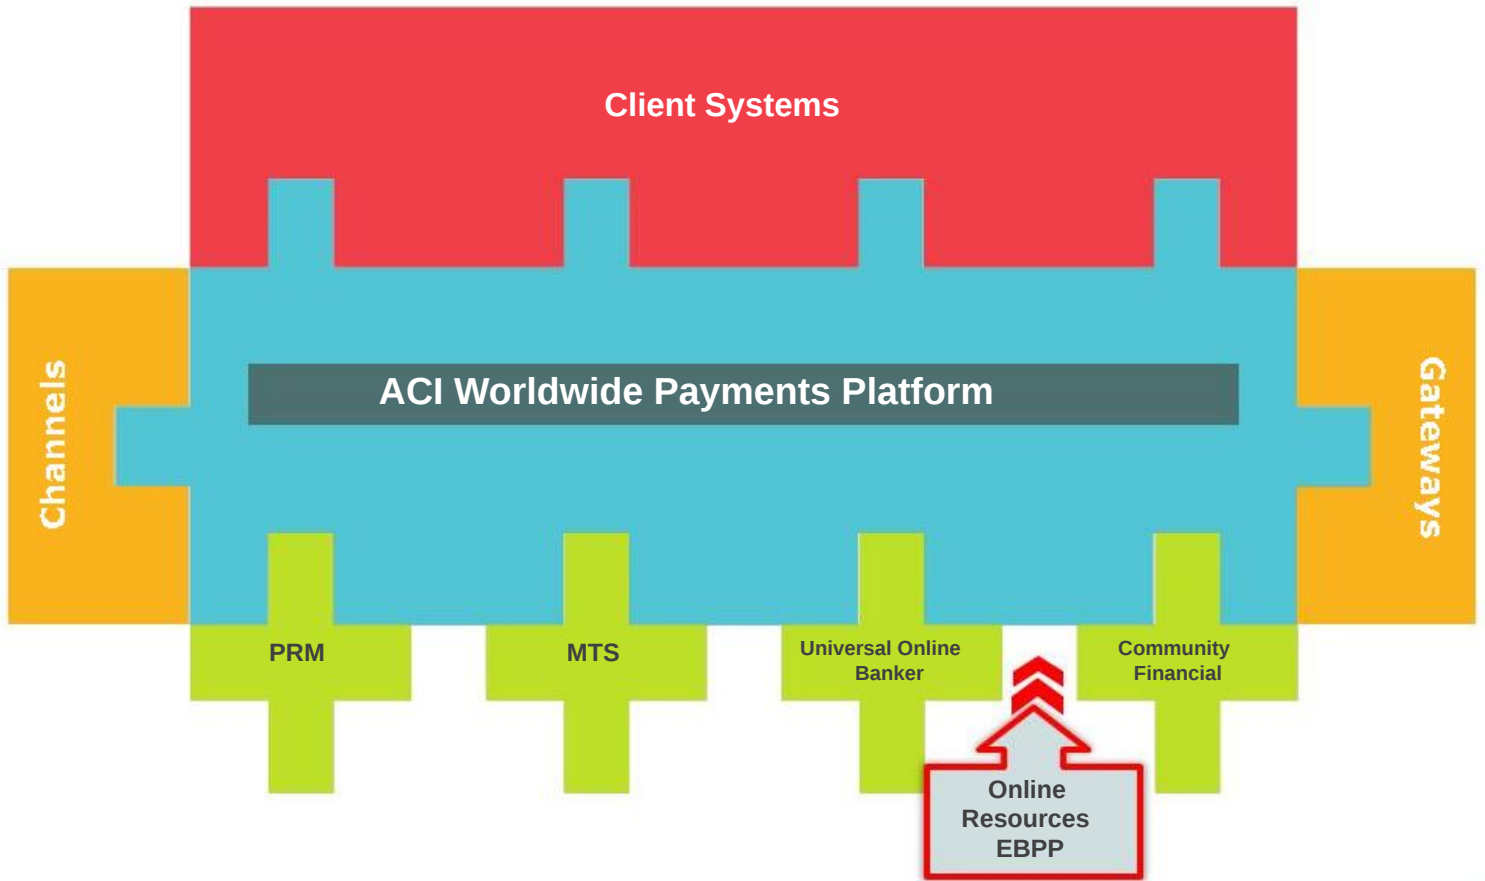 Client Systems
Channels
ACI Worldwide Payments Platform
Gateways
PRM
MTS
Universal Online
Banker
Community
Financial
Online
Resources
EBPP